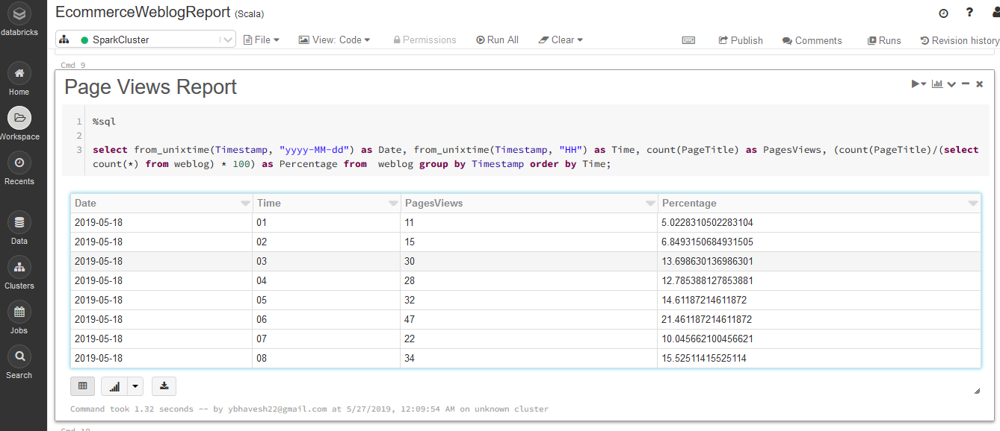 EcommerceWeblogReport (Scala)
databricks
SparkCluster File View: Code Permissions Run All Clear Publish Comments Runs Revision history
Cmd 9
Home
Workspace
Recents
Data
Clusters
Jobs
Search
Page Views Report
1 %sql
2
3 select from_unixtime(Timestamp, "yyyy-MM-dd") as Date, from_unixtime(Timestamp, "HH") as Time, count(PageTitle) as PagesViews, (count(PageTitle)/(select
count(*) from weblog) * 100) as Percentage from  weblog group by Timestamp order by Time;
Date Time PagesViews Percentage
2019-05-18 01 11 5.0228310502283104
2019-05-18 02 15 6.8493150684931505
2019-05-18 03 30 13.698630136986301
2019-05-18 04 28 12.785388127853881
2019-05-18 05 32 14.61187214611872
2019-05-18 06 47 21.461187214611872
2019-05-18 07 22 10.045662100456621
2019-05-18 08 34 15.52511415525114
Command took 1.32 seconds -- by ybhavesh22@gmail.com at 5/27/2019, 12:09:54 AM on unknown cluster
Cmd 10